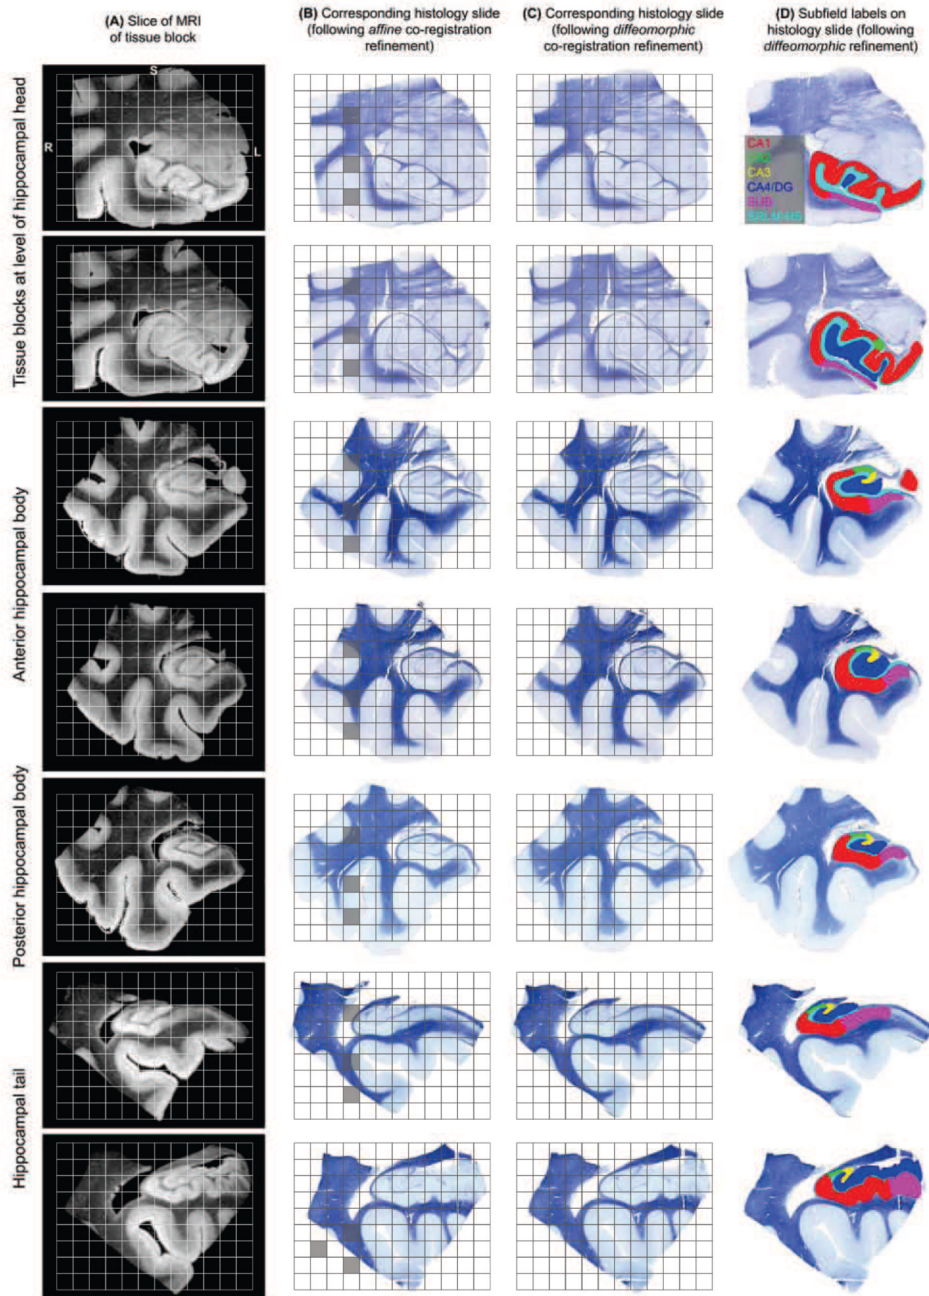 (A) Slice of MRI
of tissue block
(B) Corresponding histology slide
(following affine co-registration
refinement)
(C) Corresponding histology slide
(following diffeomorphic
co-registration refinement)
(D) Subfield labels on
histology slide (following
diffeomorphic refinement)
Tissue blocks at level of hippocampal head
S
R
L
I
CA1
CA3
CA4/DG
SUB
Anterior hippocampal body
Posterior hippocampal body
Hippocampal tail